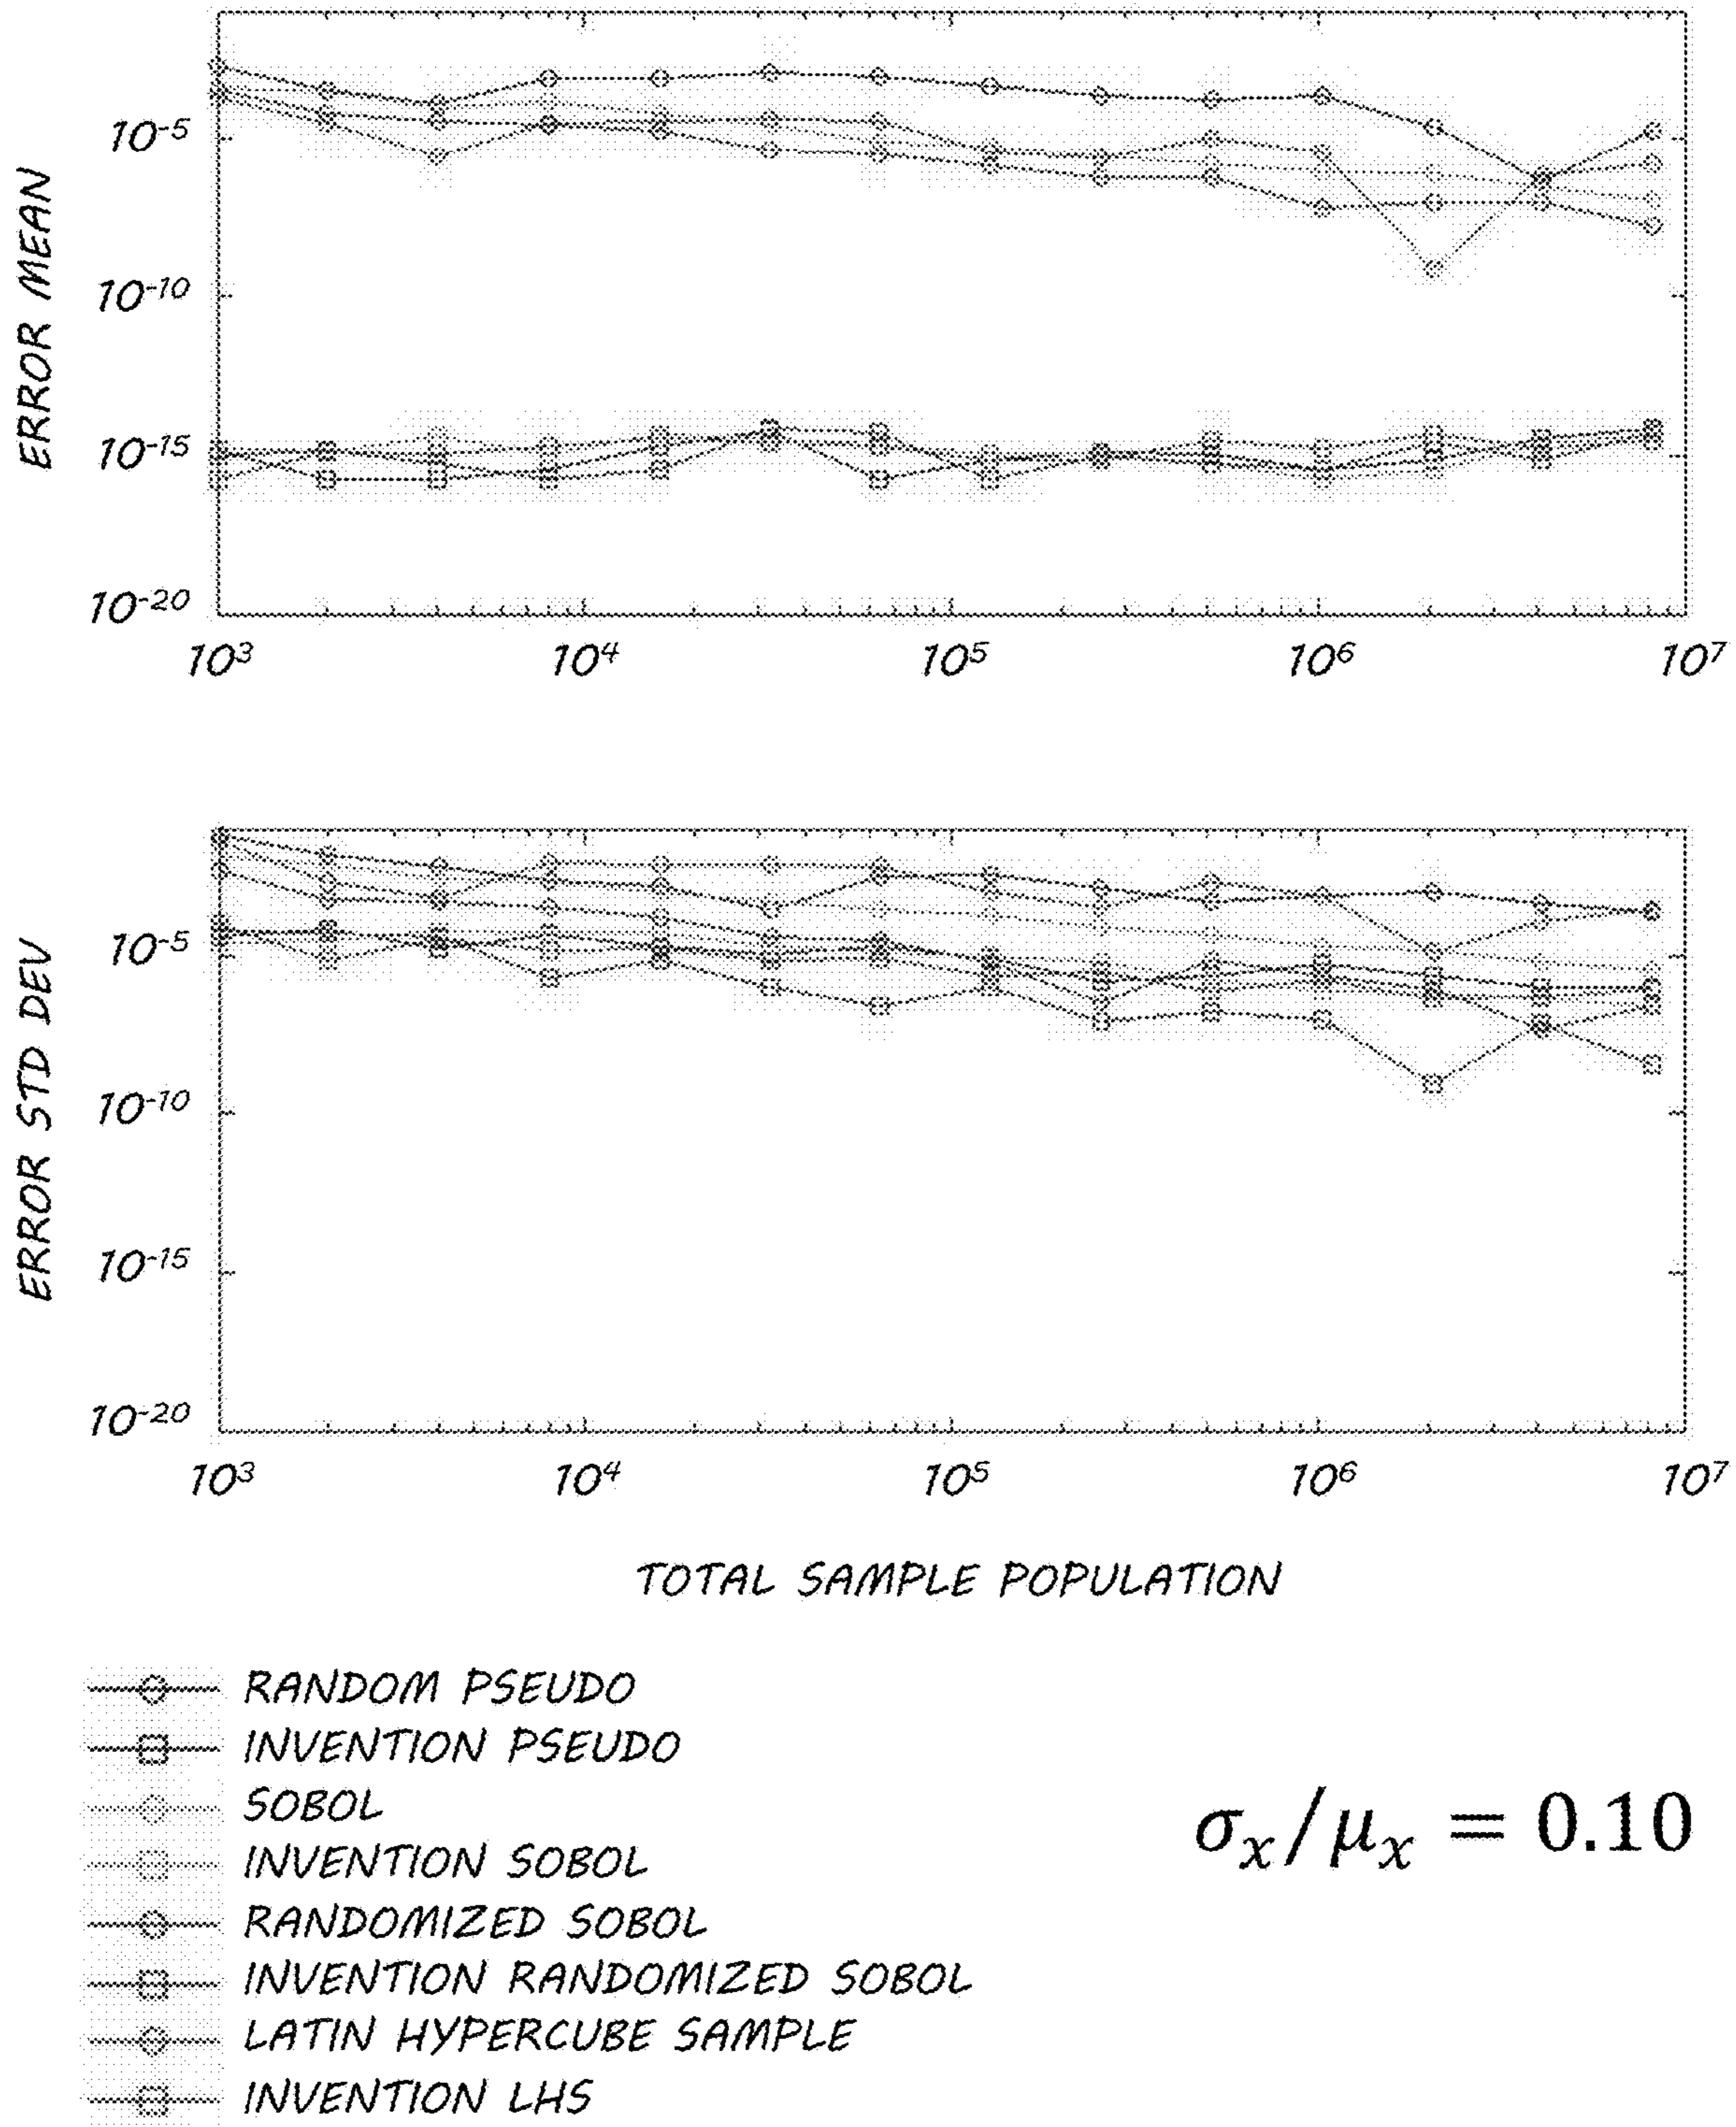 ERROR MEAN
10⁻⁵
10⁻¹⁰
10⁻¹⁵
10⁻²⁰
10³ 10⁴ 10⁵ 10⁶ 10⁷
ERROR STD DEV
10⁻⁵
10⁻¹⁰
10⁻¹⁵
10⁻²⁰
10³ 10⁴ 10⁵ 10⁶ 10⁷
TOTAL SAMPLE POPULATION
RANDOM PSEUDO
INVENTION PSEUDO
SOBOL
INVENTION SOBOL
RANDOMIZED SOBOL
INVENTION RANDOMIZED SOBOL
LATIN HYPERCUBE SAMPLE
INVENTION LHS
σₓ/μₓ = 0.10